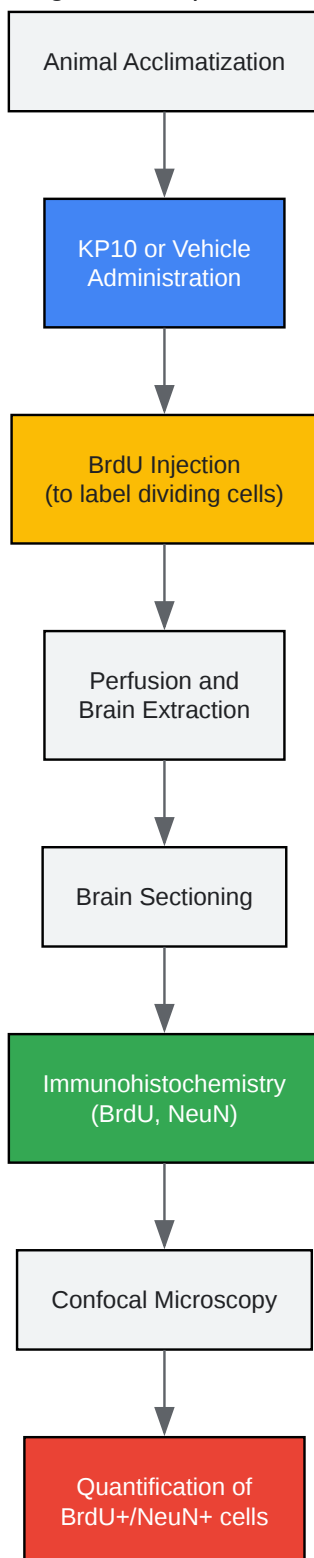 Animal Acclimatization
KP10 or Vehicle
Administration
BrdU Injection
(to label dividing cells)
Perfusion and
Brain Extraction
Brain Sectioning
Immunohistochemistry
(BrdU, NeuN)
Confocal Microscopy
Quantification of
BrdU+/NeuN+ cells